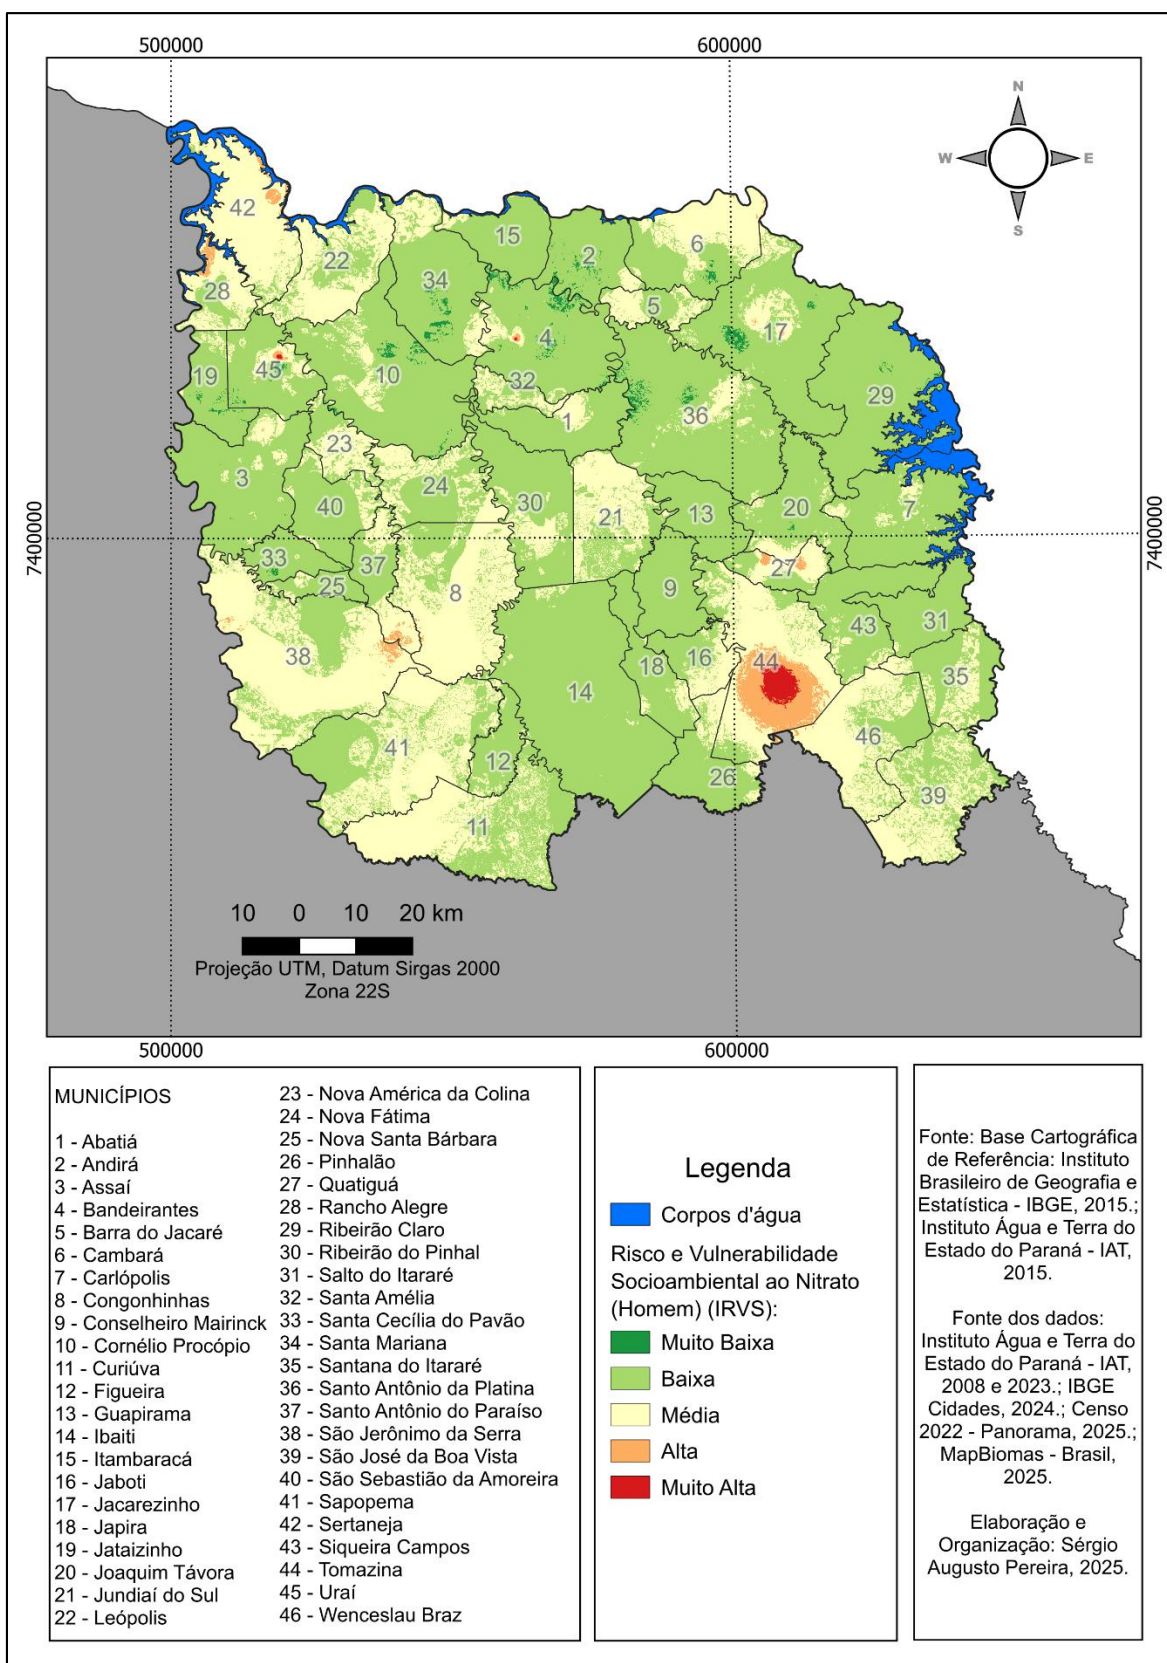 500000
600000
N
W
E
S
42
28
22
15
2
6
34
5
17
4
45
19
10
32
1
36
29
23
3
24
40
30
21
13
20
7
7400000
7400000
33
37
25
8
27
9
38
43
31
16
18
44
14
35
46
41
12
26
11
39
10 0 10 20 km
Projeção UTM, Datum Sirgas 2000
Zona 22S
500000
600000
MUNICÍPIOS
1 - Abatiá
2 - Andirá
3 - Assaí
4 - Bandeirantes
5 - Barra do Jacaré
6 - Cambará
7 - Carlópolis
8 - Congonhinhas
9 - Conselheiro Mairinck
10 - Cornélio Procópio
11 - Curiúva
12 - Figueira
13 - Guapirama
14 - Ibaiti
15 - Itambaracá
16 - Jaboti
17 - Jacarezinho
18 - Japira
19 - Jataizinho
20 - Joaquim Távora
21 - Jundiaí do Sul
22 - Leópolis
23 - Nova América da Colina
24 - Nova Fátima
25 - Nova Santa Bárbara
26 - Pinhalão
27 - Quatiguá
28 - Rancho Alegre
29 - Ribeirão Claro
30 - Ribeirão do Pinhal
31 - Salto do Itararé
32 - Santa Amélia
33 - Santa Cecília do Pavão
34 - Santa Mariana
35 - Santana do Itararé
36 - Santo Antônio da Platina
37 - Santo Antônio do Paraíso
38 - São Jerônimo da Serra
39 - São José da Boa Vista
40 - São Sebastião da Amoreira
41 - Sapopema
42 - Sertaneja
43 - Siqueira Campos
44 - Tomazina
45 - Uraí
46 - Wenceslau Braz
Legenda
Corpos d'água
Risco e Vulnerabilidade
Socioambiental ao Nitrato
(Homem) (IRVS):
Muito Baixa
Baixa
Média
Alta
Muito Alta
Fonte: Base Cartográfica
de Referência: Instituto
Brasileiro de Geografia e
Estatística - IBGE, 2015.;
Instituto Água e Terra do
Estado do Paraná - IAT,
2015.
Fonte dos dados:
Instituto Água e Terra do
Estado do Paraná - IAT,
2008 e 2023.; IBGE
Cidades, 2024.; Censo
2022 - Panorama, 2025.;
MapBiomas - Brasil,
2025.
Elaboração e
Organização: Sérgio
Augusto Pereira, 2025.